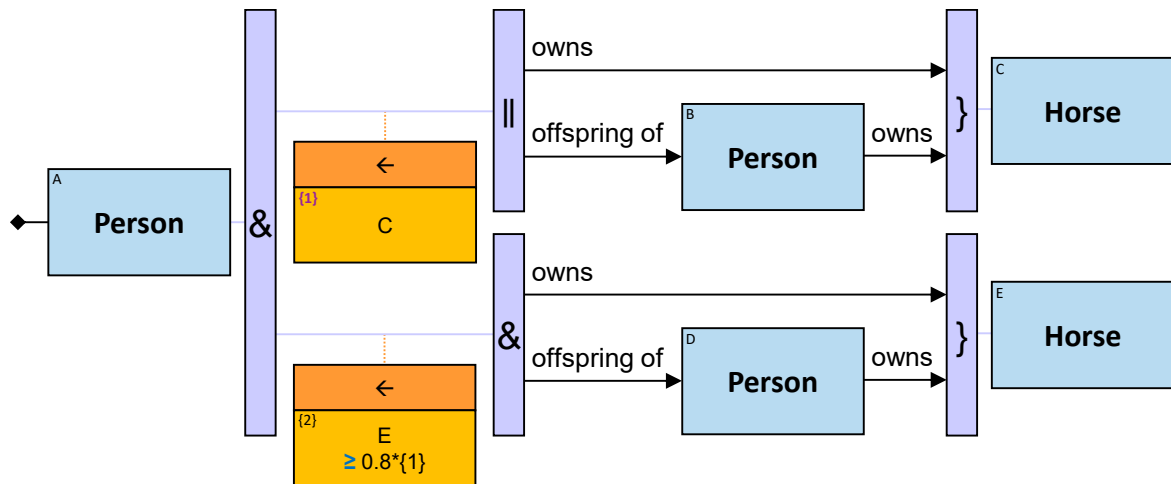 A
Person
&
←
{1}
C
←
{2}
E
≥ 0.8*{1}
||
owns
offspring of
B
Person
owns
}
C
Horse
&
owns
offspring of
D
Person
owns
}
E
Horse